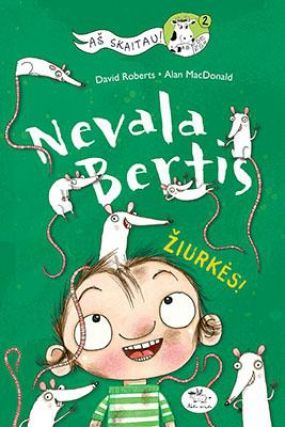 AŠ SKAITAU!
2
David Roberts • Alan MacDonald
Nevala
Bertis
ŽIURKĖS!